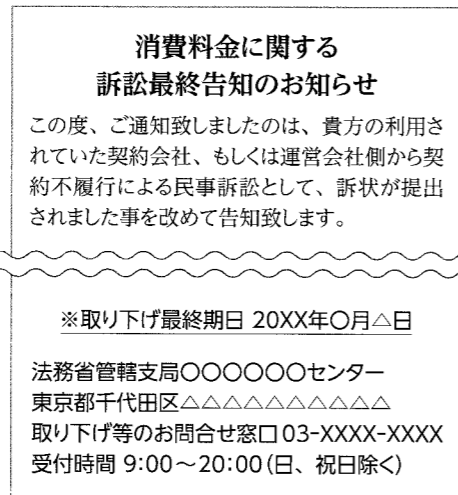 消費料金に関する
訴訟最終告知のお知らせ
この度、ご通知致しましたのは、貴方の利用さ
れていた契約会社、もしくは運営会社側から契
約不履行による民事訴訟として、訴状が提出
されました事を改めて告知致します。
※取り下げ最終期日 20XX年〇月△日
法務省管轄支局〇〇〇〇〇〇センター
東京都千代田区△△△△△△△△△△
取り下げ等のお問合せ窓口 03-XXXX-XXXX
受付時間 9:00～20:00(日、祝日除く)